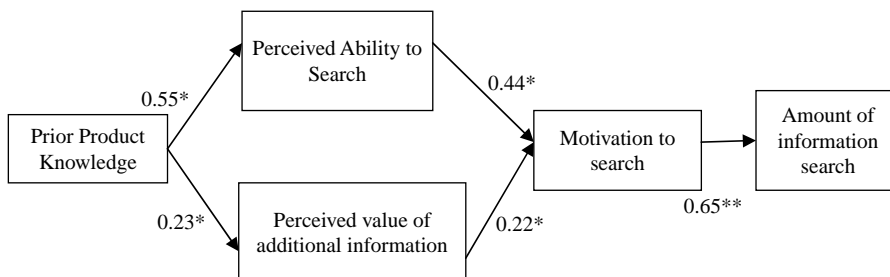 Perceived Ability to
Search
0.55*
0.44*
Prior Product
Knowledge
Motivation to
search
Amount of
information
search
0.23*
Perceived value of
additional information
0.22*
0.65**